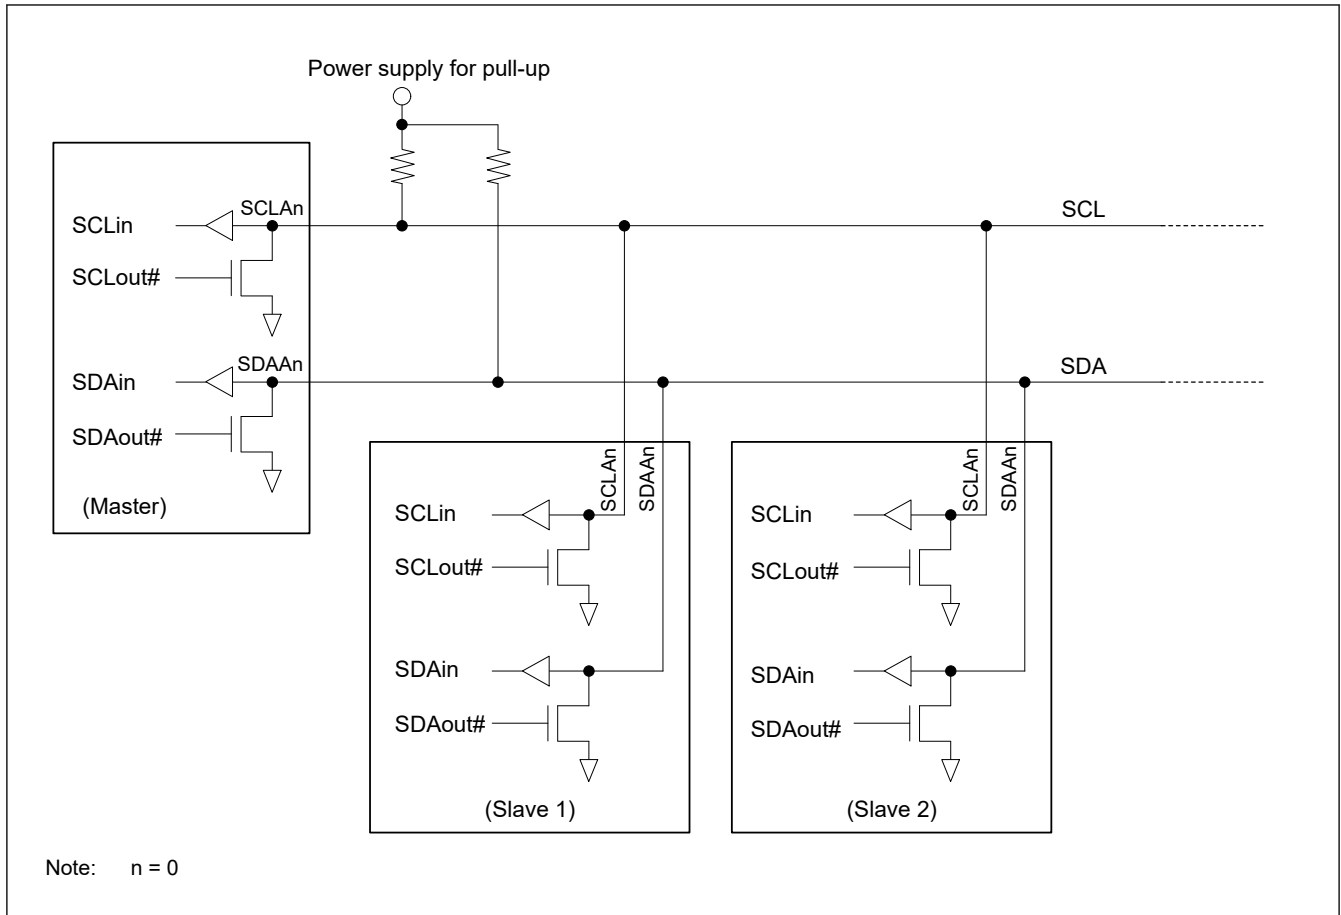 Power supply for pull-up
SCLin
SCLAn
SCL
SCLout#
SDAin
SDAAn
SDA
SDAout#
(Master)
SCLAn
SDAAn
SCLin
SCLout#
SDAin
SDAout#
(Slave 1)
SCLAn
SDAAn
SCLin
SCLout#
SDAin
SDAout#
(Slave 2)
Note: n = 0